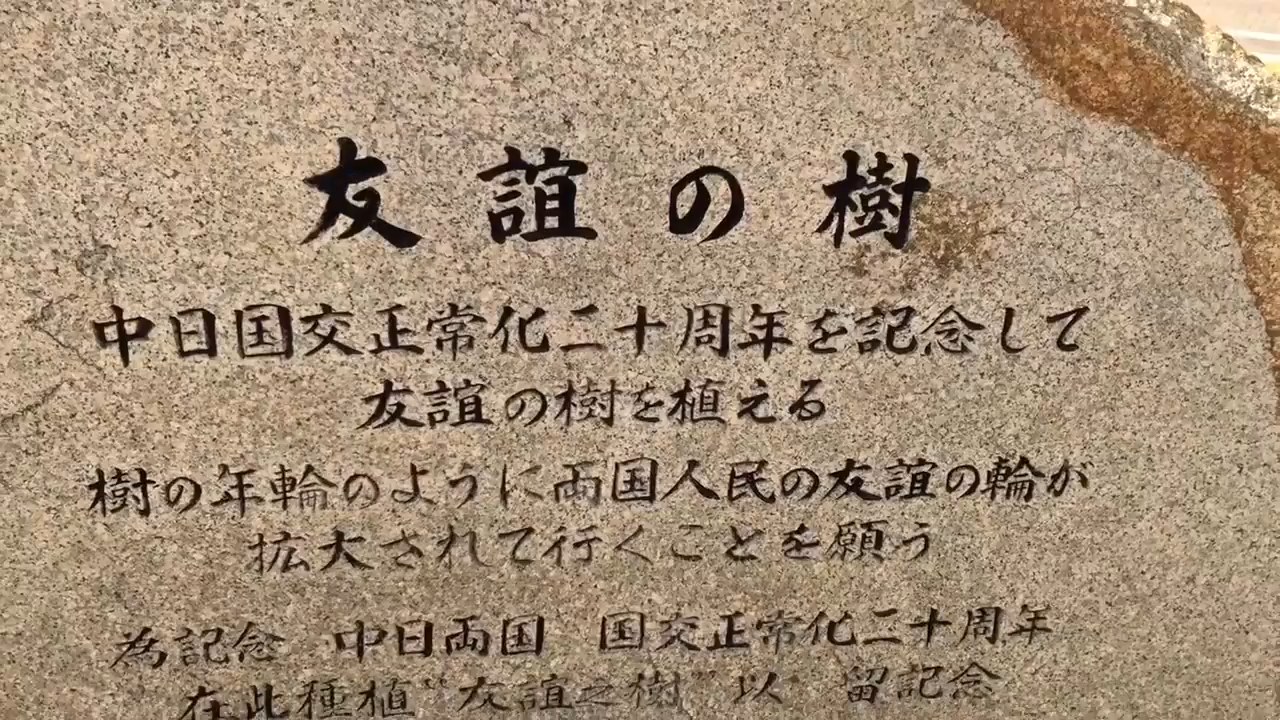 友誼の樹
中日国交正常化二十周年を記念して
友誼の樹を植える
樹の年輪のように両国人民の友誼の輪が
拡大されて行くことを願う
為記念　中日両国　国交正常化二十周年
在此種植“友誼之樹”以　留記念